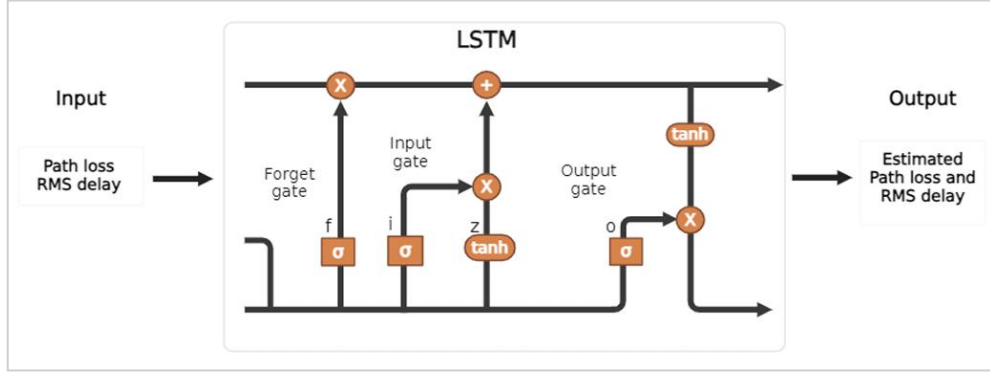 LSTM
Input
Path loss
RMS delay
X
+
tanh
Input
gate
Forget
gate
Output
gate
X
X
f
i
z
o
σ
σ
tanh
σ
Output
Estimated
Path loss and
RMS delay